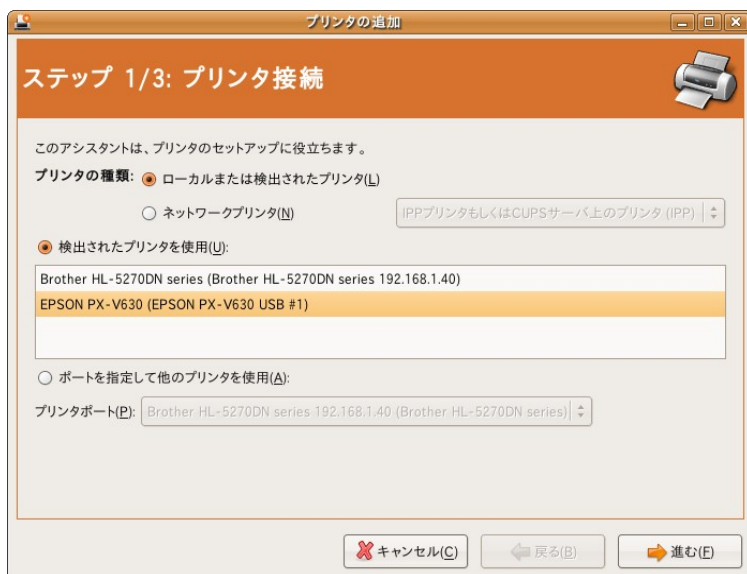 プリンタの追加
ステップ 1/3: プリンタ接続
このアシスタントは、プリンタのセットアップに役立ちます。
プリンタの種類: ローカルまたは検出されたプリンタ(L)
ネットワークプリンタ(N) IPPプリンタもしくはCUPSサーバ上のプリンタ (IPP)
検出されたプリンタを使用(U):
Brother HL-5270DN series (Brother HL-5270DN series 192.168.1.40)
EPSON PX-V630 (EPSON PX-V630 USB #1)
ポートを指定して他のプリンタを使用(A):
プリンタポート(P): Brother HL-5270DN series 192.168.1.40 (Brother HL-5270DN series)
キャンセル(C) 戻る(B) 進む(F)